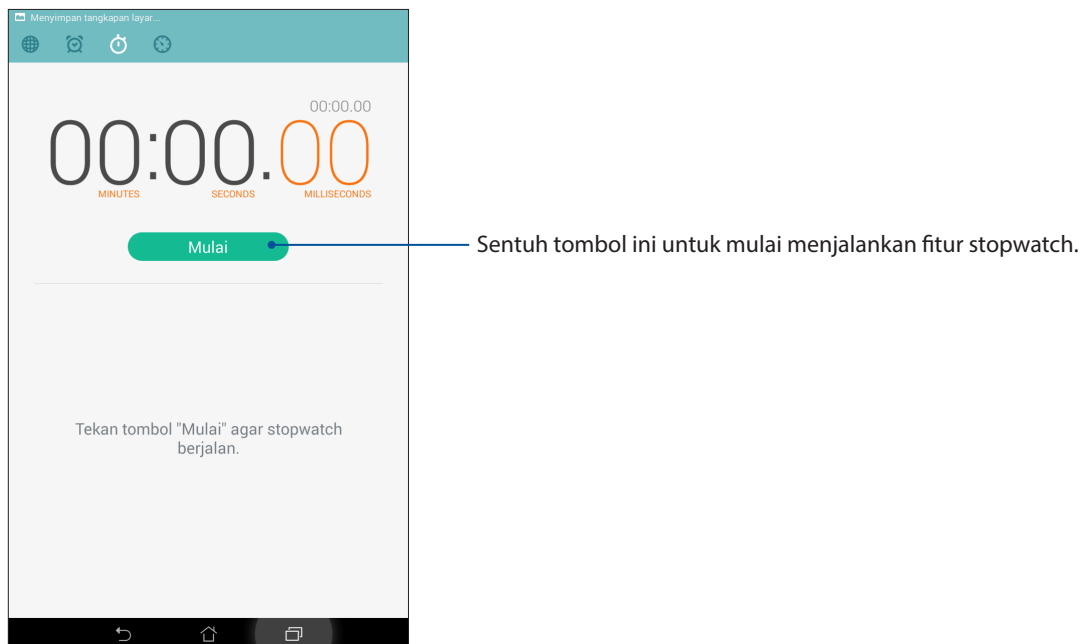 Menyimpan tangkapan layar...
00:00.00
00:00.00
MINUTES SECONDS MILLISECONDS
Mulai
Sentuh tombol ini untuk mulai menjalankan fitur stopwatch.
Tekan tombol "Mulai" agar stopwatch
berjalan.